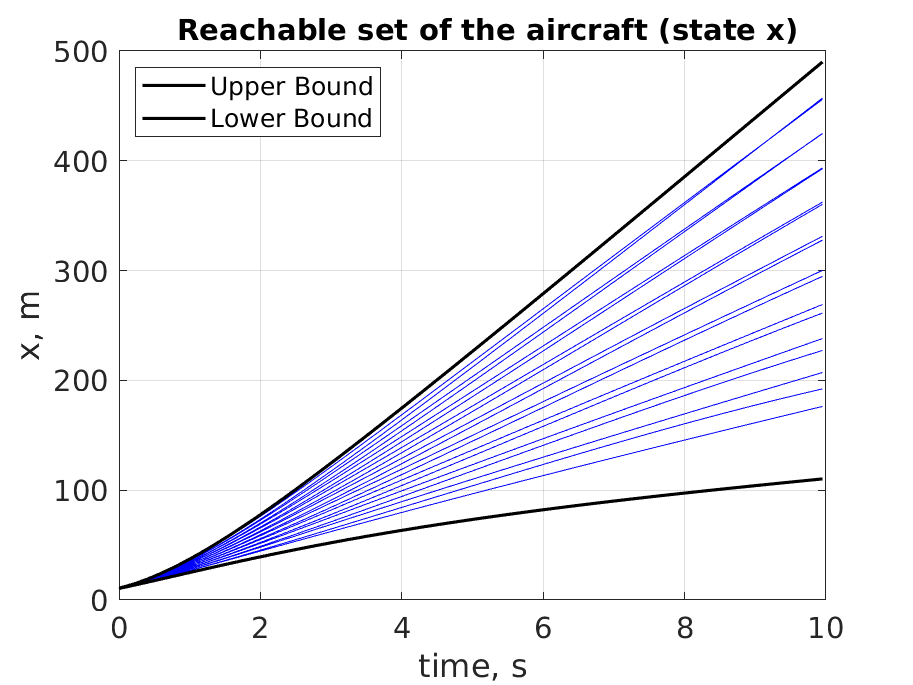 Reachable set of the aircraft (state x)
500
Upper Bound
Lower Bound
400
300
x, m
200
100
0
0 2 4 6 8 10
time, s